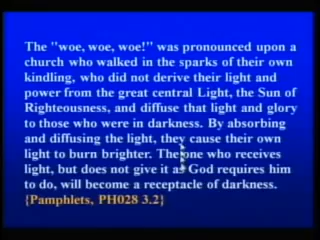 The "woe, woe, woe!" was pronounced upon a
church who walked in the sparks of their own
kindling, who did not derive their light and
power from the great central Light, the Sun of
Righteousness, and diffuse that light and glory
to those who were in darkness. By absorbing
and diffusing the light, they cause their own
light to burn brighter. The one who receives
light, but does not give it as God requires him
to do, will become a receptacle of darkness.
{Pamphlets, PH028 3.2}